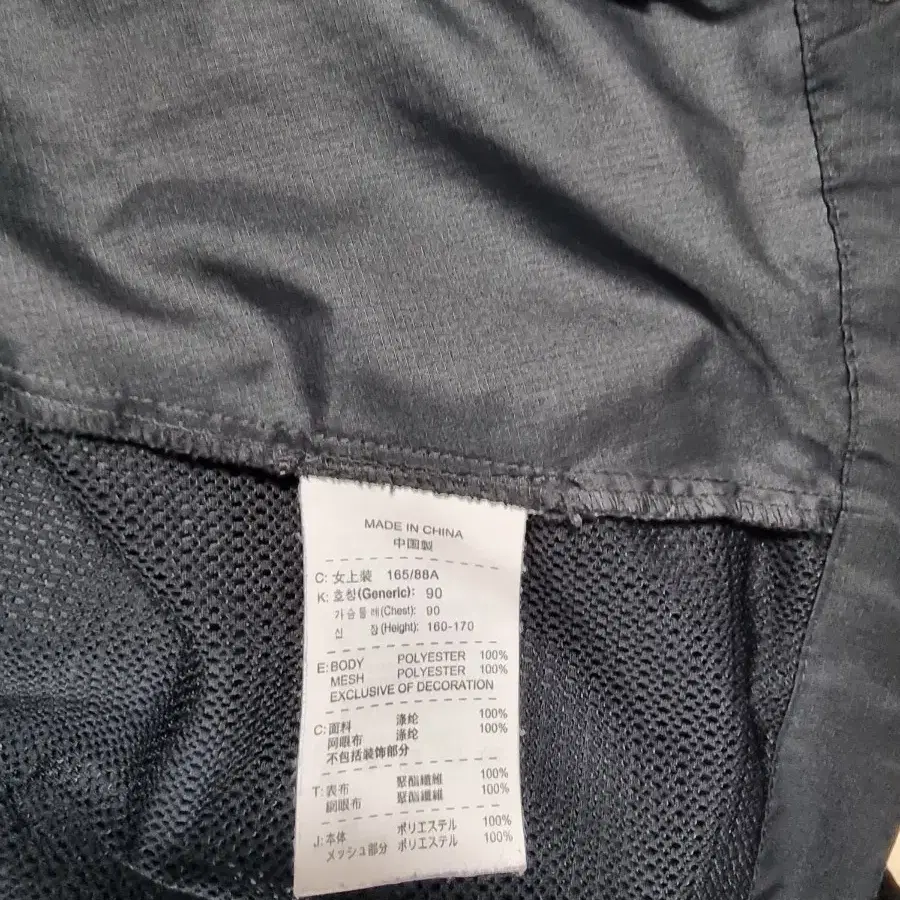 MADE IN CHINA
中国製
C: 女上装 165/88A
K: 호칭(Generic): 90
가슴둘레(Chest): 90
신 장(Height): 160-170
E: BODY POLYESTER 100%
MESH POLYESTER 100%
EXCLUSIVE OF DECORATION
C: 面料 涤纶 100%
网眼布 涤纶 100%
不包括装饰部分
T: 表布 聚酯纖維 100%
網眼布 聚酯纖維 100%
J: 本体 ポリエステル 100%
メッシュ部分 ポリエステル 100%